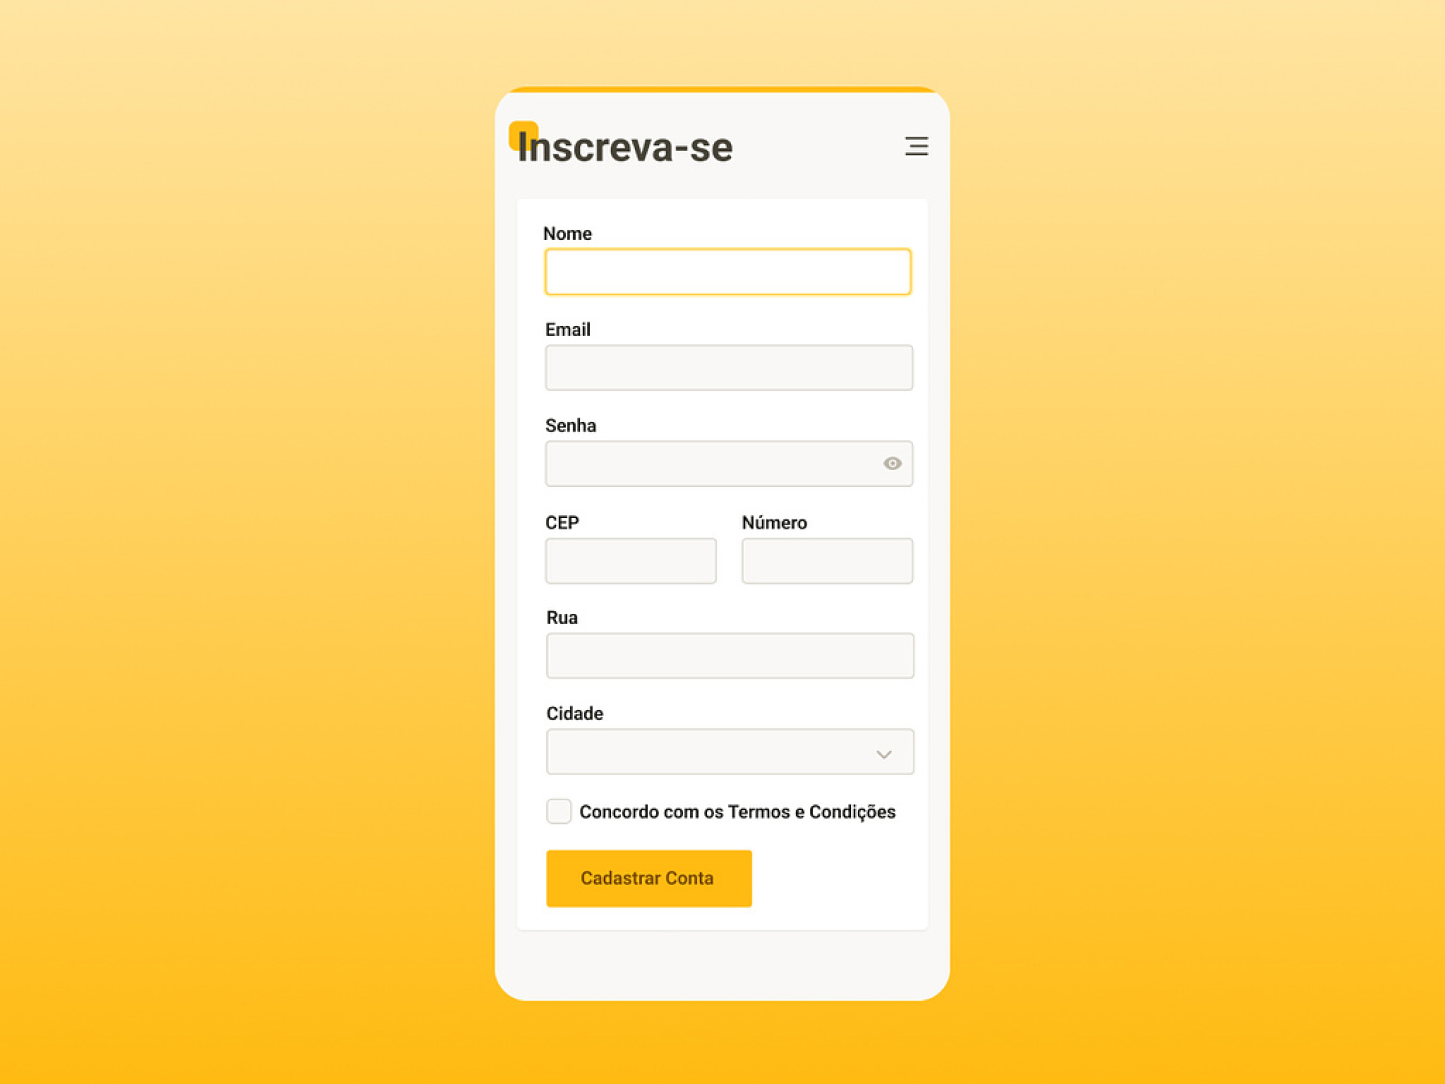 Inscreva-se
Nome
Email
Senha
CEP
Número
Rua
Cidade
Concordo com os Termos e Condições
Cadastrar Conta